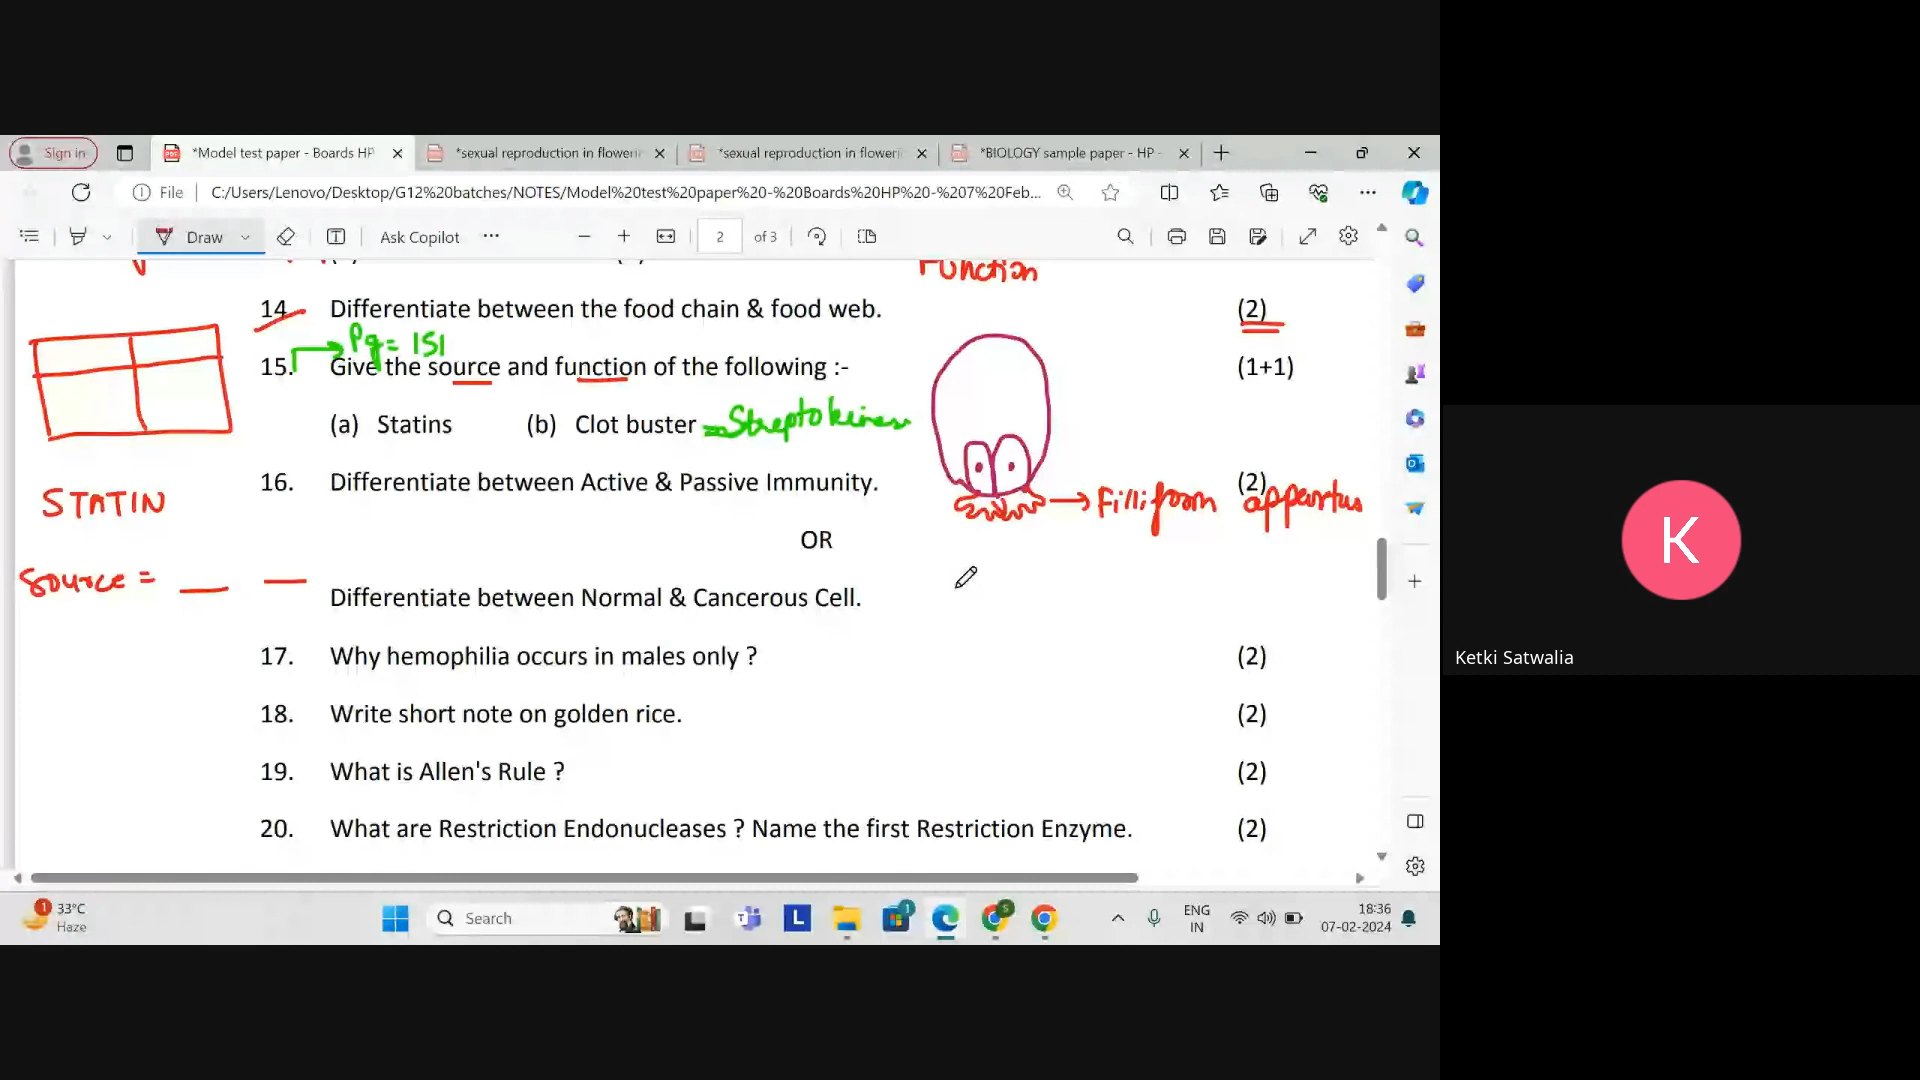 Sign in
*Model test paper - Boards HP
*sexual reproduction in floweri
*sexual reproduction in floweri
*BIOLOGY sample paper - HP -
File
C:/Users/Lenovo/Desktop/G12%20batches/NOTES/Model%20test%20paper%20-%20Boards%20HP%20-%207%20Feb...
Draw
Ask Copilot
2 of 3
Function
14. Differentiate between the food chain & food web. (2)
Pg = 151
15. Give the source and function of the following :- (1+1)
(a) Statins (b) Clot buster = Streptokinase
16. Differentiate between Active & Passive Immunity. (2)
STATIN
Filliform appartus
OR
Source =
Differentiate between Normal & Cancerous Cell.
17. Why hemophilia occurs in males only ? (2)
18. Write short note on golden rice. (2)
19. What is Allen's Rule ? (2)
20. What are Restriction Endonucleases ? Name the first Restriction Enzyme. (2)
K
Ketki Satwalia
1
33°C
Haze
Search
L
1
S
ENG
IN
18:36
07-02-2024